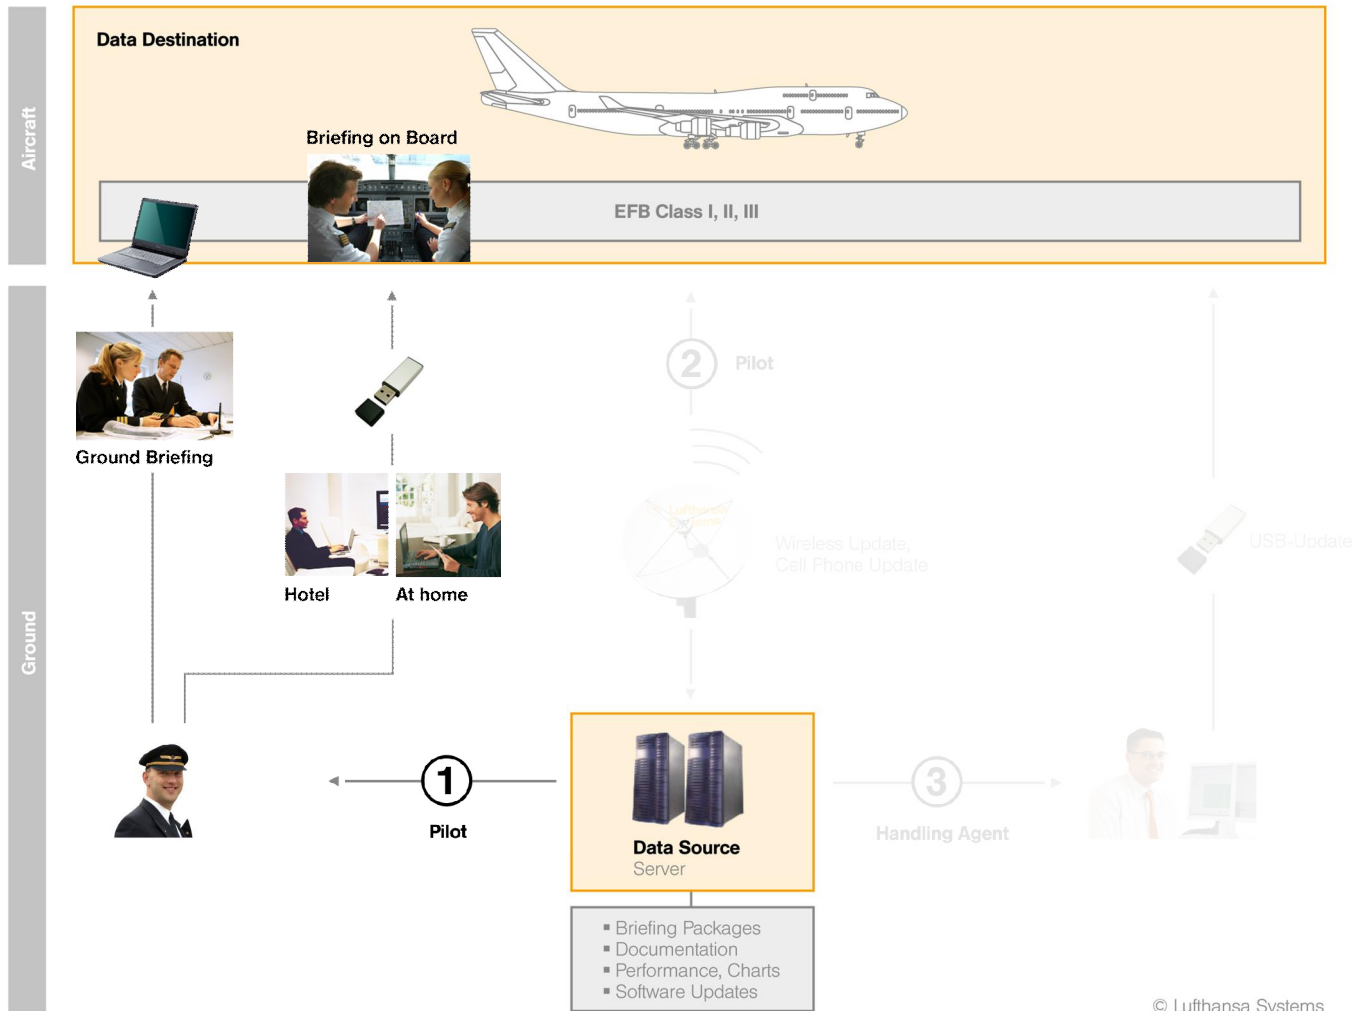 Data Destination
Aircraft
Briefing on Board
EFB Class I, II, III
2 Pilot
Ground Briefing
Lufthansa
Systems
Wireless Update,
Cell Phone Update
USB-Update
Hotel
At home
Ground
1
Pilot
3
Handling Agent
Data Source
Server
▪ Briefing Packages
▪ Documentation
▪ Performance, Charts
▪ Software Updates
© Lufthansa Systems